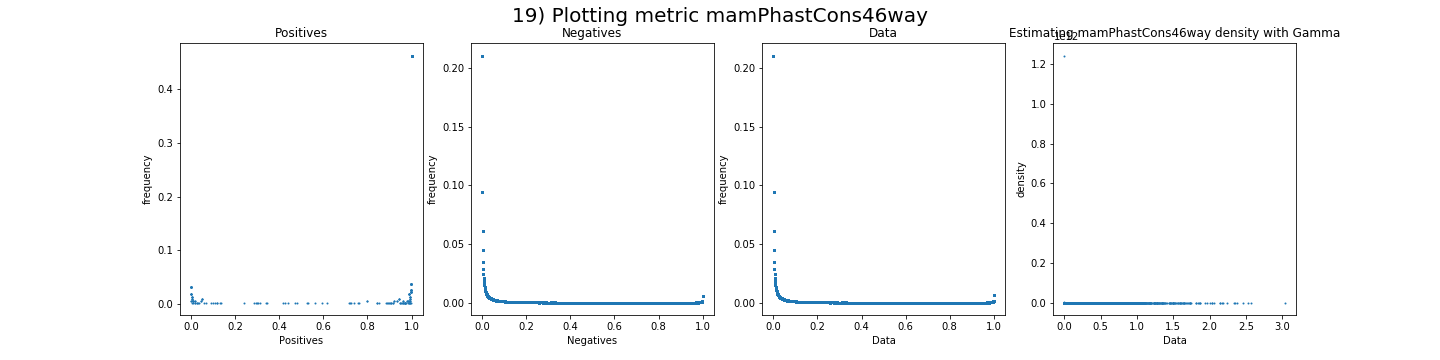 19) Plotting metric mamPhastCons46way
Positives
0.4
0.3
0.2
0.1
0.0
frequency
0.0 0.2 0.4 0.6 0.8 1.0
Positives
Negatives
0.20
0.15
0.10
0.05
0.00
frequency
0.0 0.2 0.4 0.6 0.8 1.0
Negatives
Data
0.20
0.15
0.10
0.05
0.00
frequency
0.0 0.2 0.4 0.6 0.8 1.0
Data
Estimating mamPhastCons46way density with Gamma
1e12
1.2
1.0
0.8
0.6
0.4
0.2
0.0
density
0.0 0.5 1.0 1.5 2.0 2.5 3.0
Data